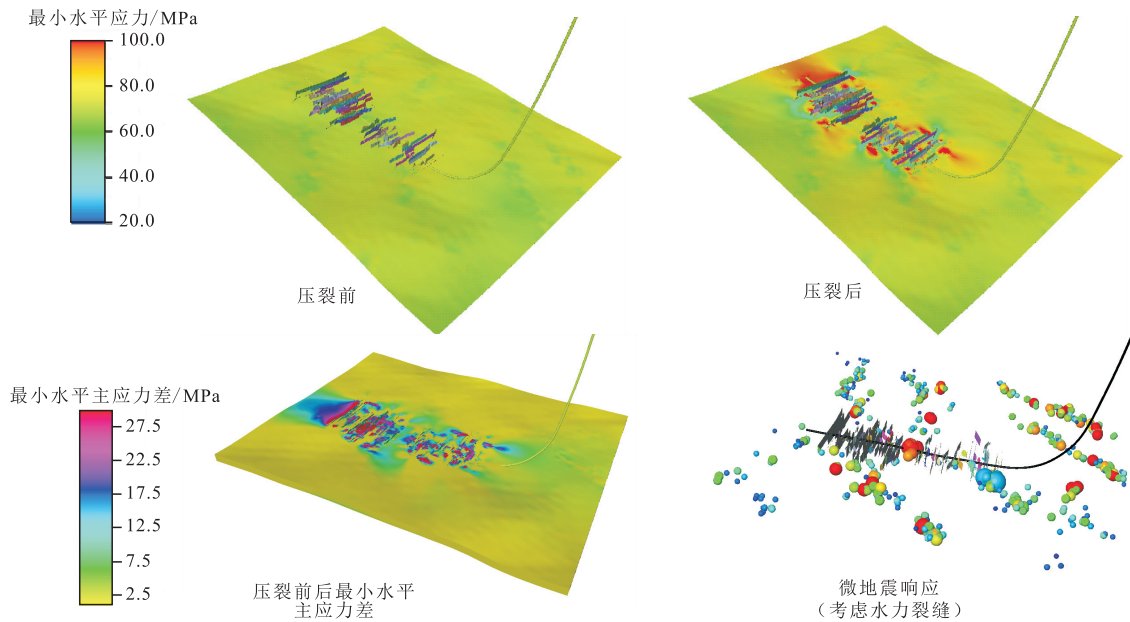 最小水平应力/MPa
100.0
80.0
60.0
40.0
20.0
压裂前
压裂后
最小水平主应力差/MPa
27.5
22.5
17.5
12.5
7.5
2.5
压裂前后最小水平
主应力差
微地震响应
（考虑水力裂缝）